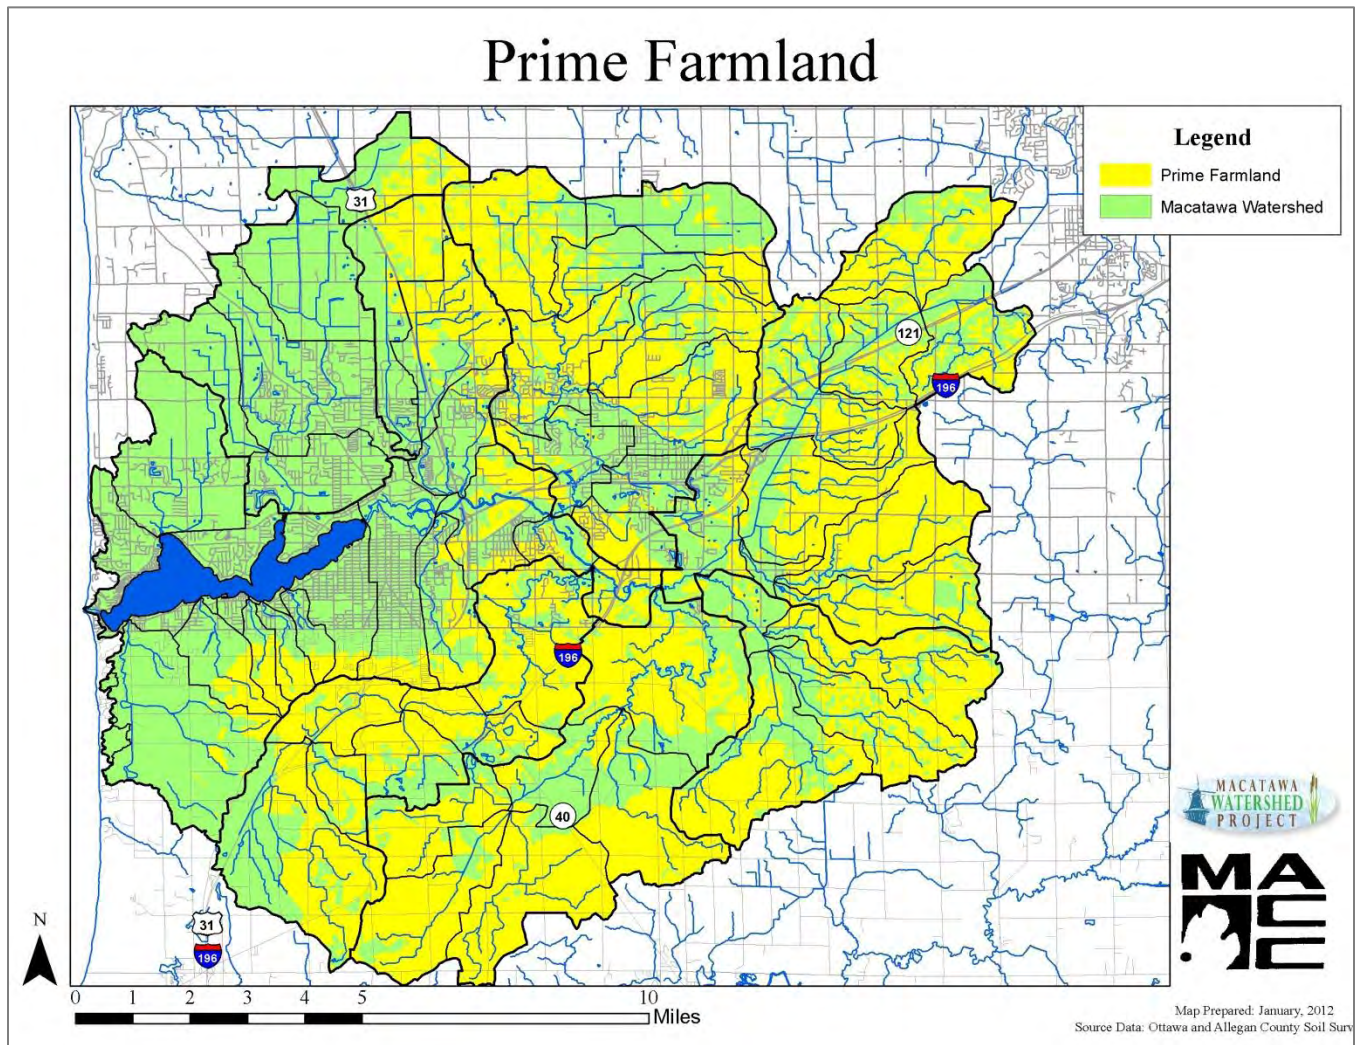 Prime Farmland
Legend
Prime Farmland
Macatawa Watershed
31
121
196
196
40
31
196
MACATAWA
WATERSHED
PROJECT
MACC
N
0 1 2 3 4 5 10 Miles
Map Prepared: January, 2012
Source Data: Ottawa and Allegan County Soil Surv